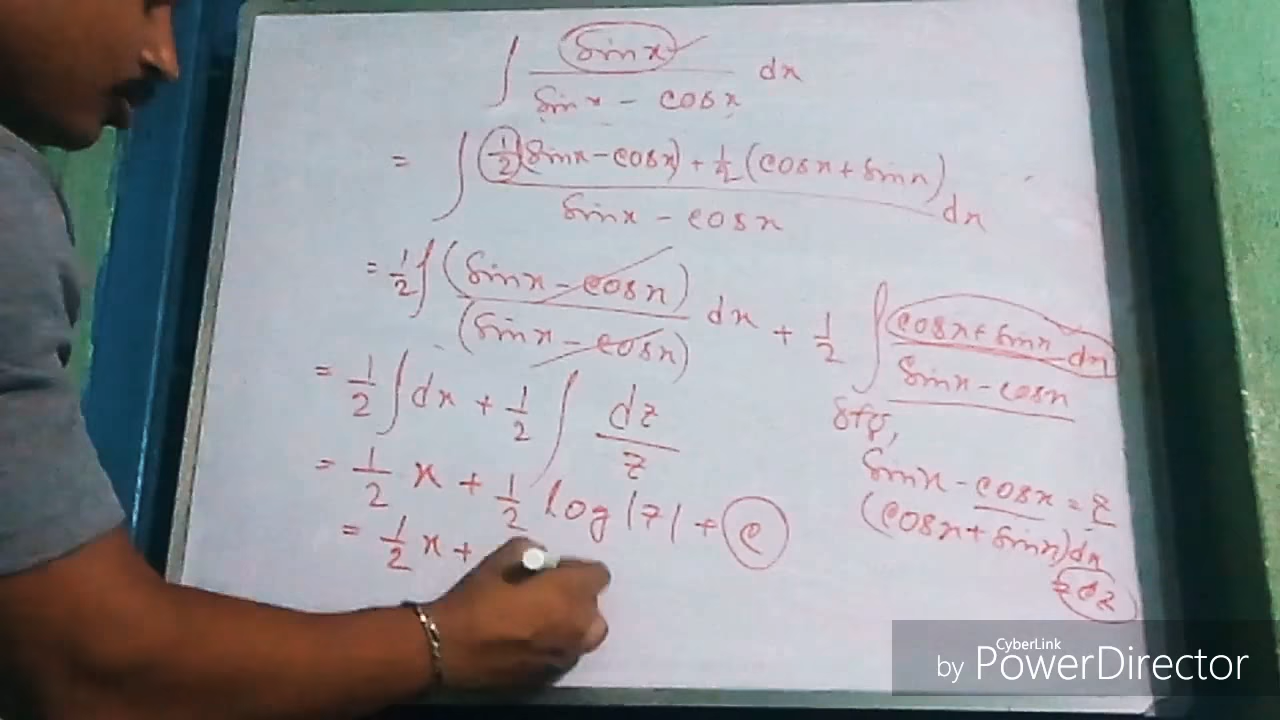 ∫ sinx / (sinx - cosx) dx
= ∫ (1/2 (sinx - cosx) + 1/2 (cosx + sinx)) / (sinx - cosx) dx
= 1/2 ∫ (sinx - cosx) / (sinx - cosx) dx + 1/2 ∫ (cosx + sinx dx) / (sinx - cosx)
= 1/2 ∫ dx + 1/2 ∫ dz / z
= 1/2 x + 1/2 log |z| + c
= 1/2 x +
sinx - cosx = z
(cosx + sinx)dx
= dz
CyberLink
by PowerDirector